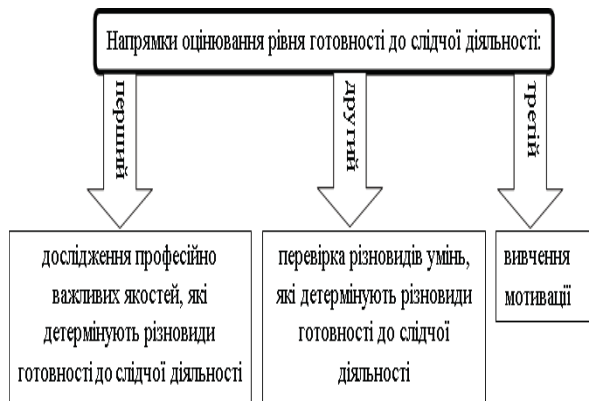 Напрямки оцінювання рівня готовності до слідчої діяльності:
перший
другий
третій
дослідження професійно
важливих якостей, які
детермінують різновиди
готовності до слідчої діяльності
перевірка різновидів умінь,
які детермінують різновиди
готовності до слідчої
діяльності
вивчення
мотивації